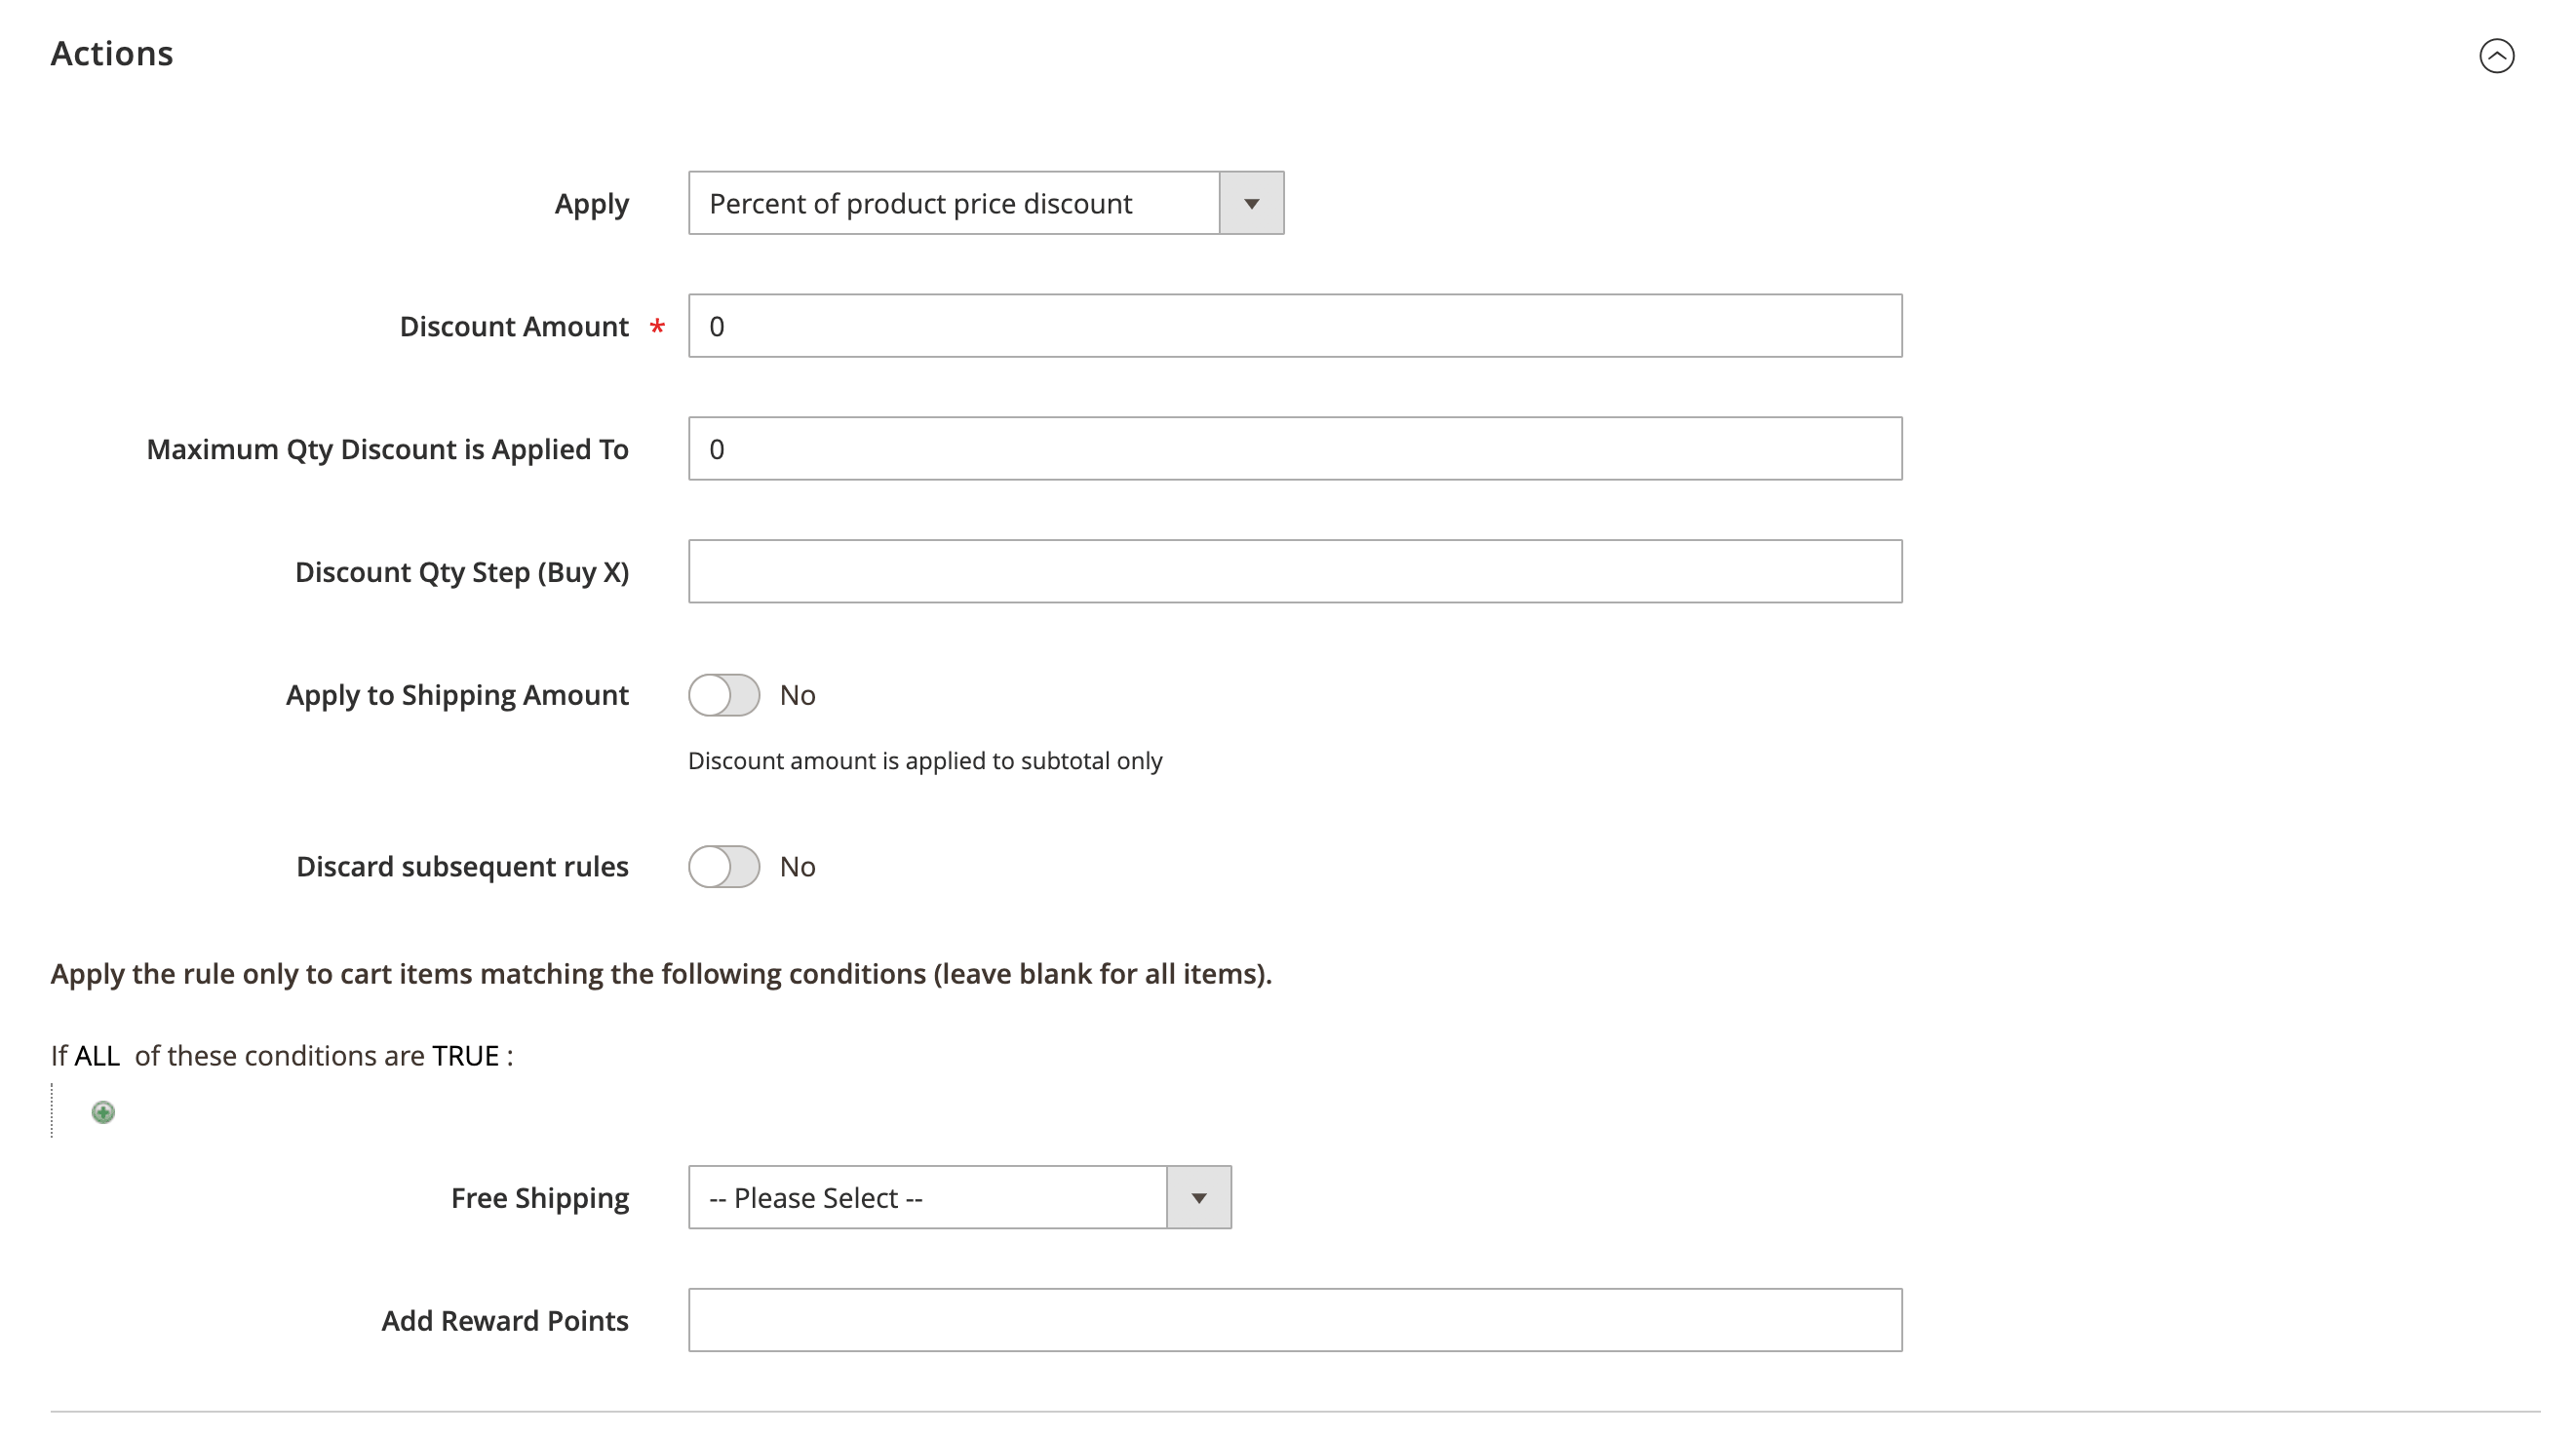 Actions
Apply Percent of product price discount
Discount Amount * 0
Maximum Qty Discount is Applied To 0
Discount Qty Step (Buy X)
Apply to Shipping Amount No
Discount amount is applied to subtotal only
Discard subsequent rules No
Apply the rule only to cart items matching the following conditions (leave blank for all items).
If ALL of these conditions are TRUE :
Free Shipping -- Please Select --
Add Reward Points